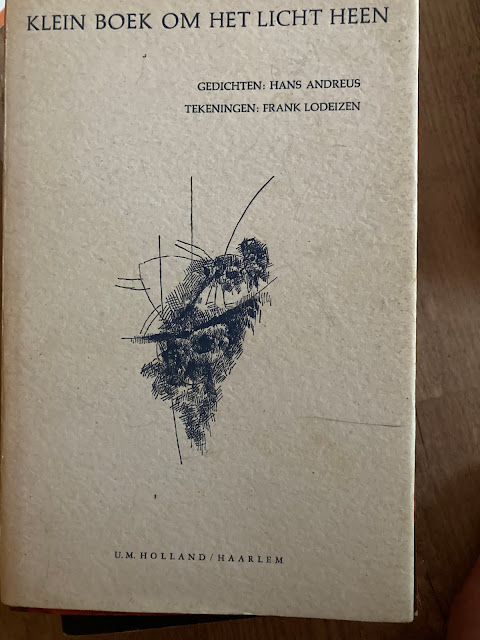 KLEIN BOEK OM HET LICHT HEEN
GEDICHTEN: HANS ANDREUS
TEKENINGEN: FRANK LODEIZEN
U.M. HOLLAND/HAARLEM